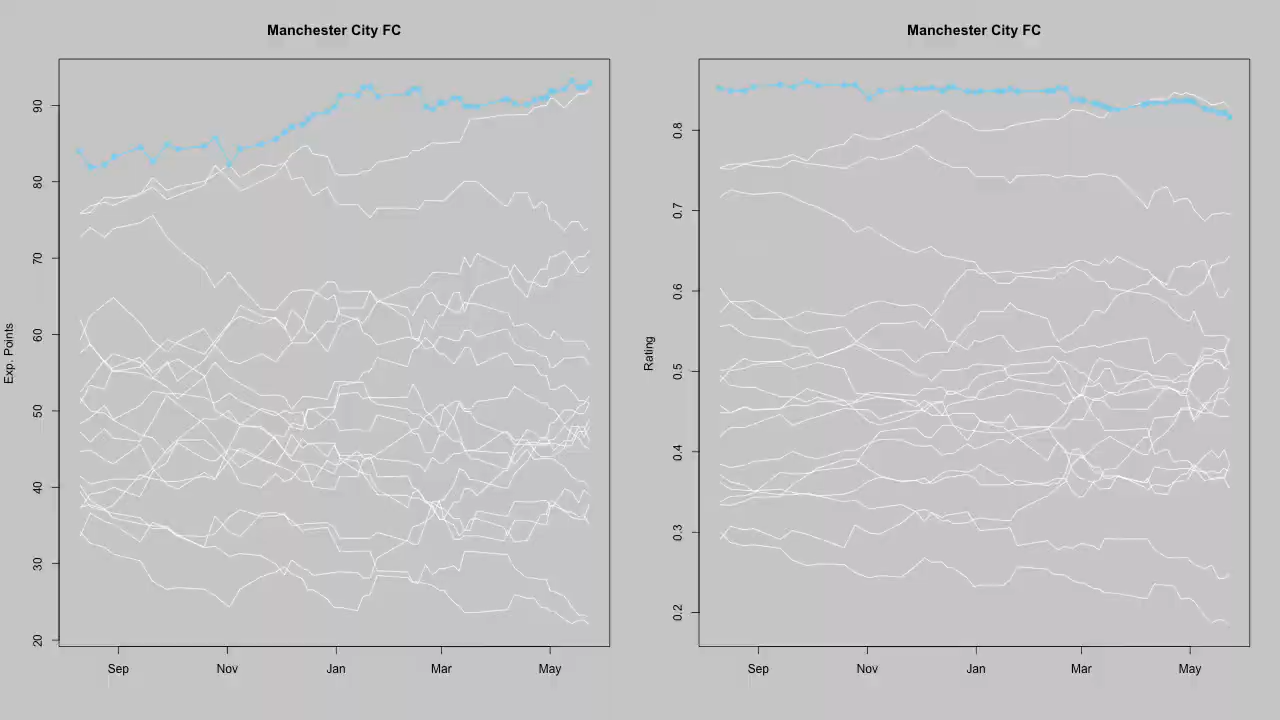 Manchester City FC
Exp. Points
90
80
70
60
50
40
30
20
Sep Nov Jan Mar May
Manchester City FC
Rating
0.8
0.7
0.6
0.5
0.4
0.3
0.2
Sep Nov Jan Mar May